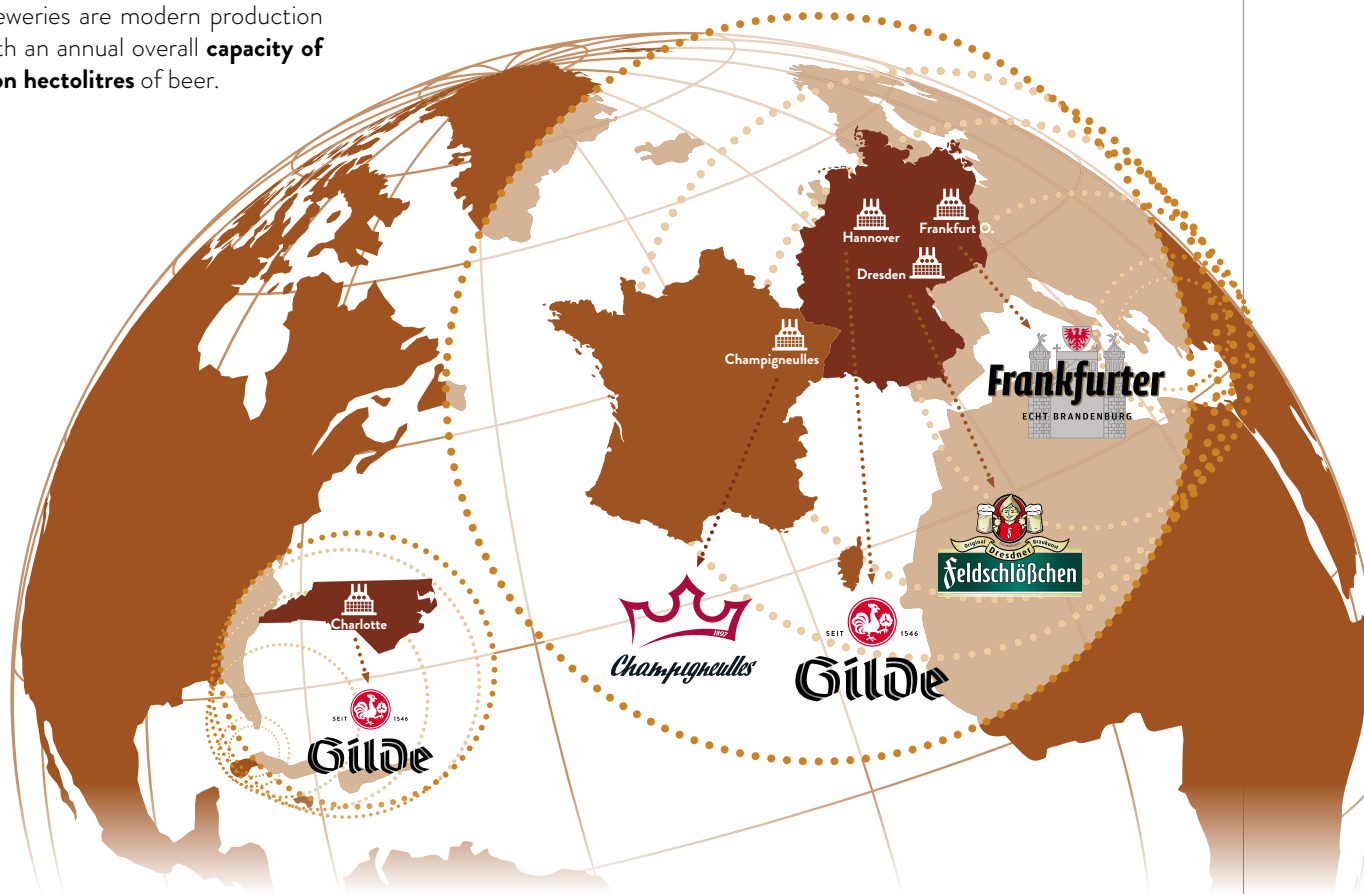 eweries are modern production
th an annual overall capacity of
on hectolitres of beer.
Hannover
Frankfurt O.
Dresden
Champigneulles
Frankfurter
ECHT BRANDENBURG
Original Dresdner Braukunst
Feldschlößchen
1897
Champigneulles
SEIT 1546
Gilde
Charlotte
SEIT 1546
Gilde